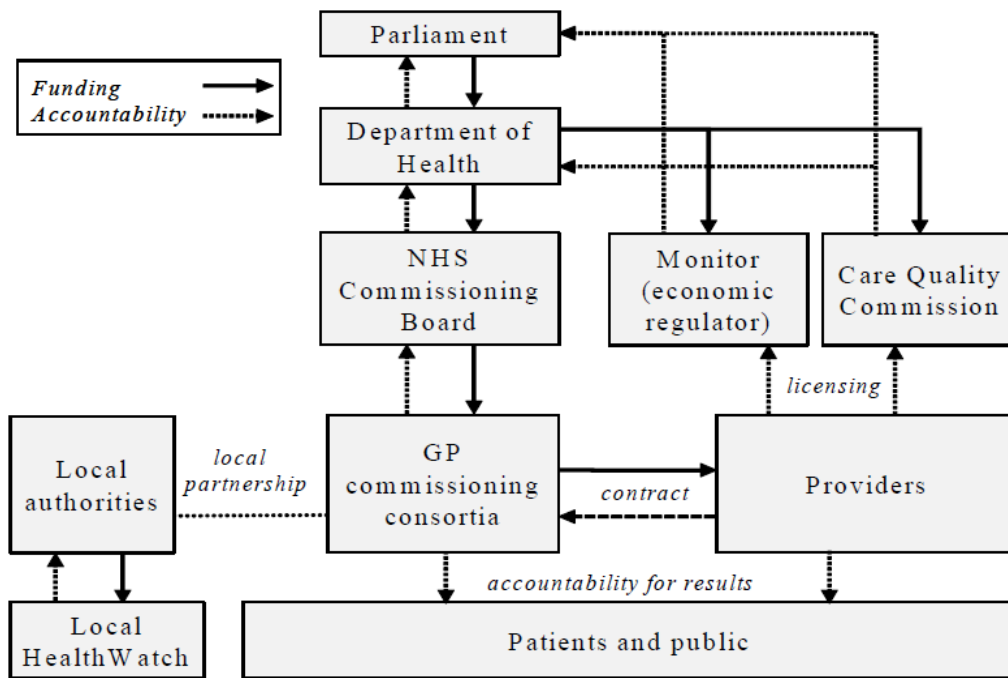 Parliament
Funding
Accountability
Department of
Health
NHS
Commissioning
Board
Monitor
(economic
regulator)
Care Quality
Commission
licensing
Local
authorities
local
partnership
GP
commissioning
consortia
contract
Providers
accountability for results
Local
HealthWatch
Patients and public